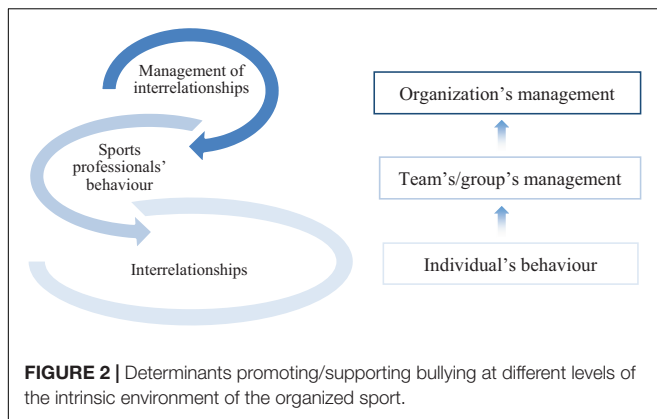 Management of
interrelationships
Sports
professionals'
behaviour
Interrelationships
Organization's management
Team's/group's management
Individual's behaviour
FIGURE 2 | Determinants promoting/supporting bullying at different levels of
the intrinsic environment of the organized sport.